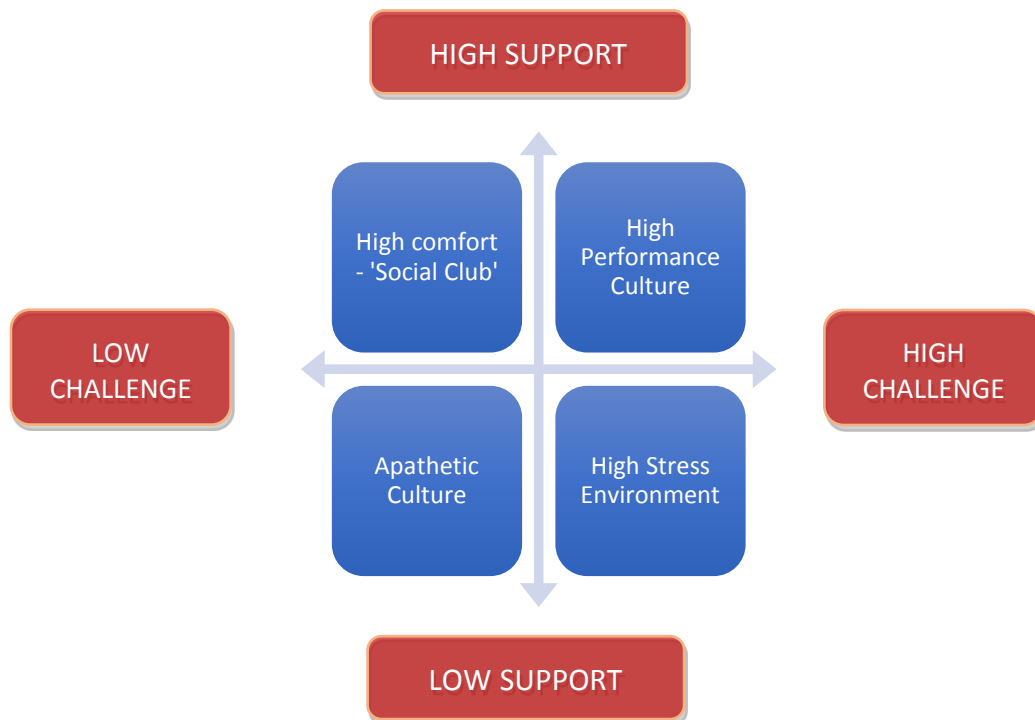 HIGH SUPPORT
High comfort
- 'Social Club'
High
Performance
Culture
LOW
CHALLENGE
HIGH
CHALLENGE
Apathetic
Culture
High Stress
Environment
LOW SUPPORT